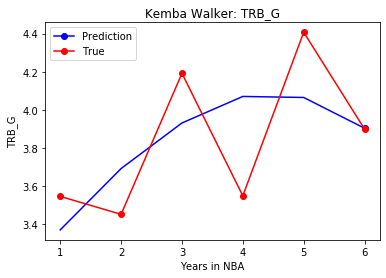 Kemba Walker: TRB_G
Prediction
True
4.4
4.2
4.0
3.8
3.6
3.4
TRB_G
1 2 3 4 5 6
Years in NBA